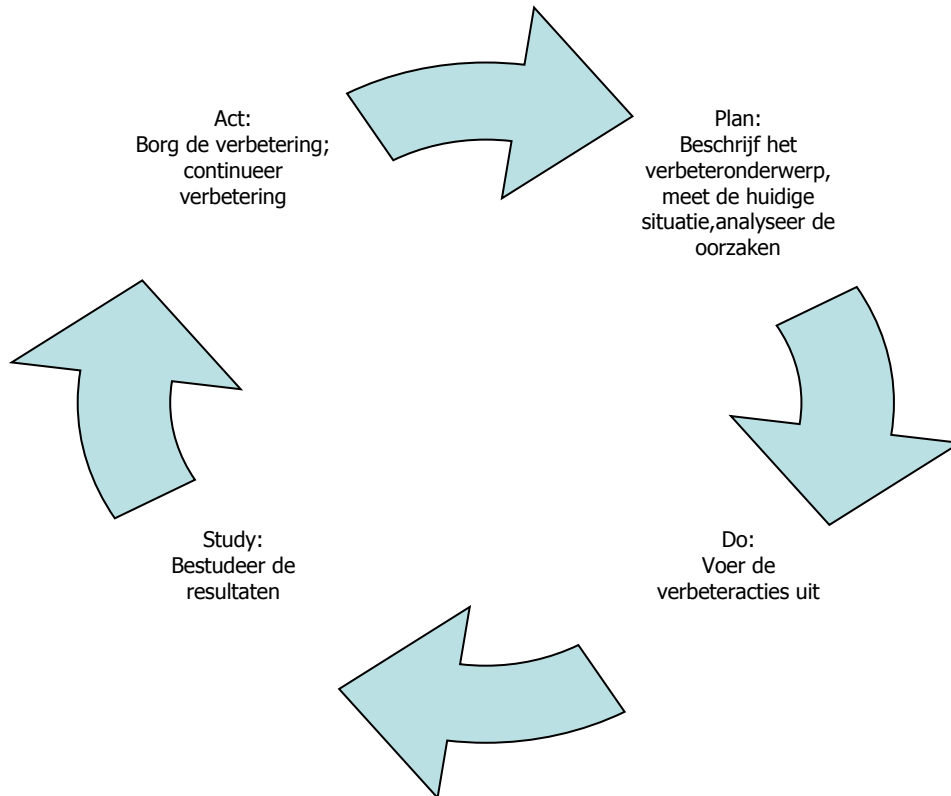 Act:
Borg de verbetering;
continueer
verbetering
Plan:
Beschrijf het
verbeteronderwerp,
meet de huidige
situatie,analyseer de
oorzaken
Study:
Bestudeer de
resultaten
Do:
Voer de
verbeteracties uit